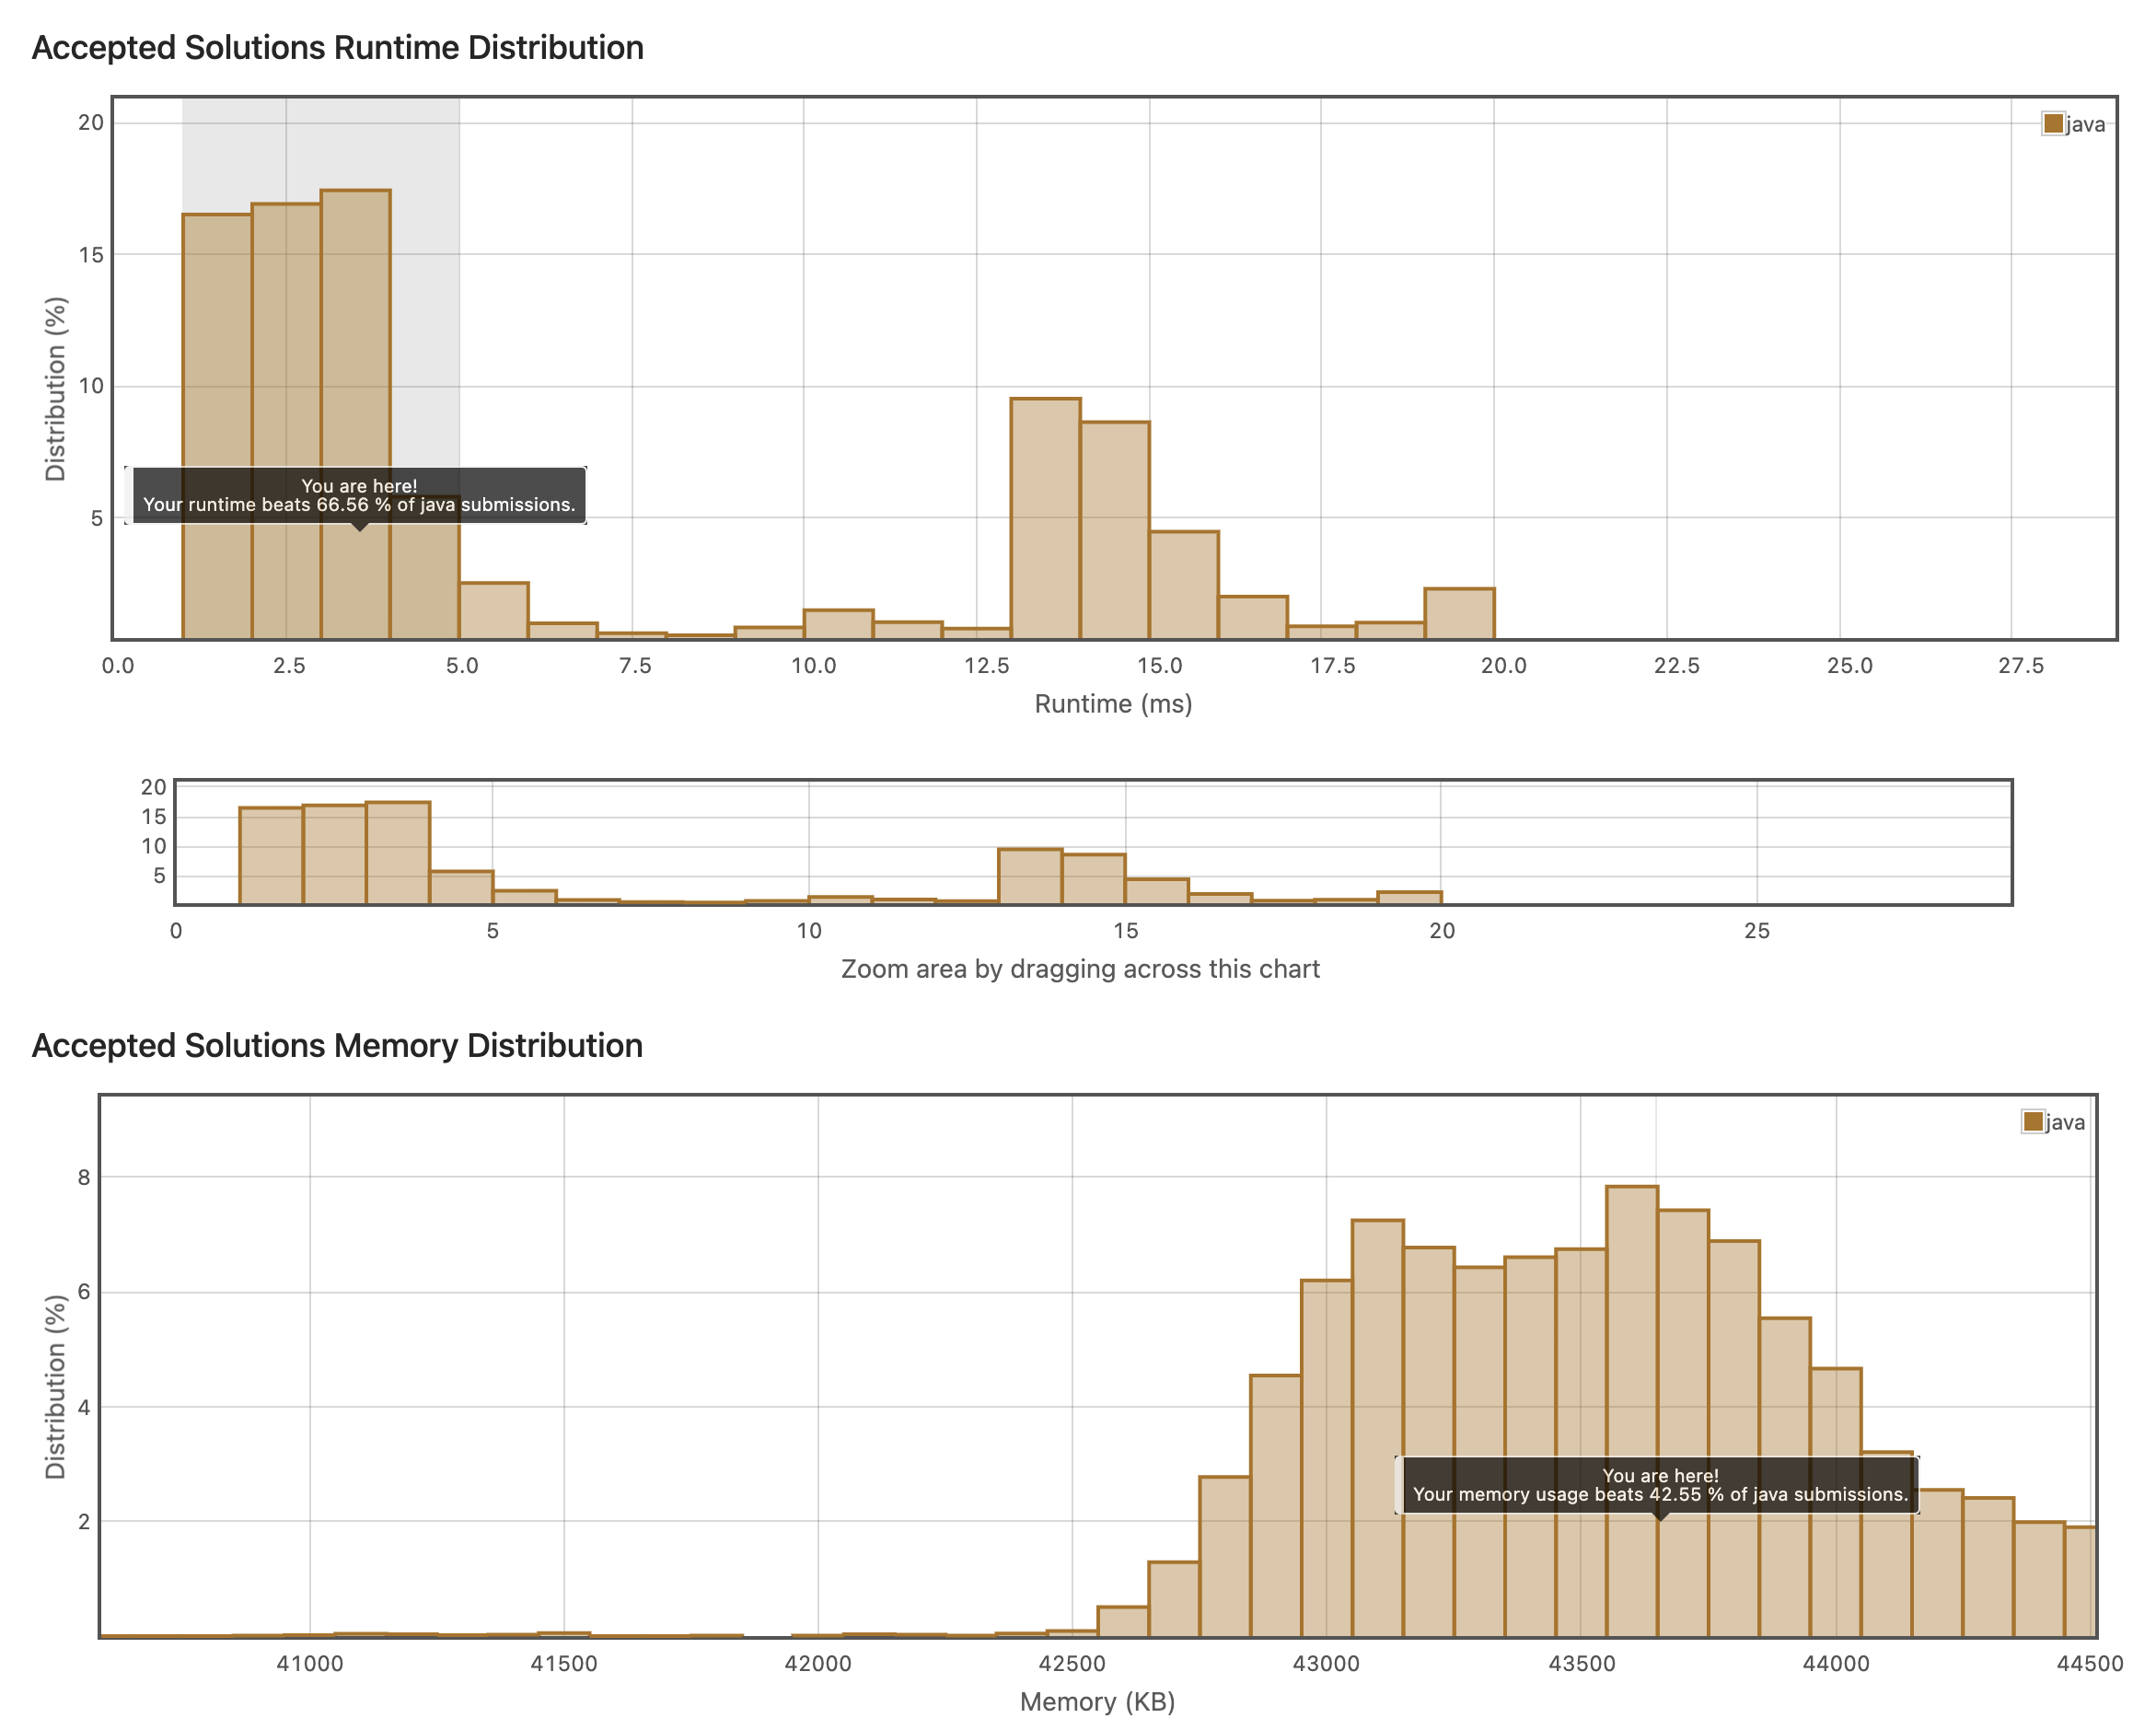 Accepted Solutions Runtime Distribution
20
15
10
5
Distribution (%)
java
You are here!
Your runtime beats 66.56 % of java submissions.
0.0 2.5 5.0 7.5 10.0 12.5 15.0 17.5 20.0 22.5 25.0 27.5
Runtime (ms)
20
15
10
5
0 5 10 15 20 25
Zoom area by dragging across this chart
Accepted Solutions Memory Distribution
java
8
6
4
2
Distribution (%)
You are here!
Your memory usage beats 42.55 % of java submissions.
41000 41500 42000 42500 43000 43500 44000 44500
Memory (KB)